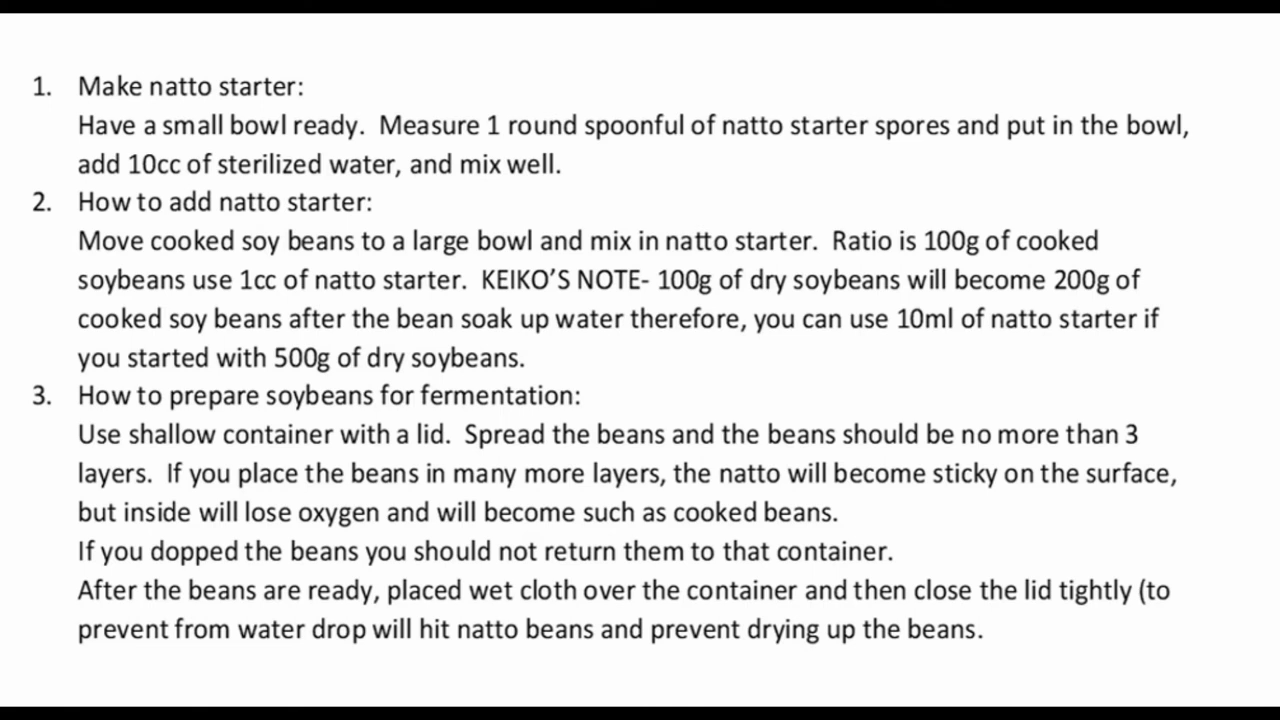 1. Make natto starter:
Have a small bowl ready. Measure 1 round spoonful of natto starter spores and put in the bowl,
add 10cc of sterilized water, and mix well.
2. How to add natto starter:
Move cooked soy beans to a large bowl and mix in natto starter. Ratio is 100g of cooked
soybeans use 1cc of natto starter. KEIKO’S NOTE- 100g of dry soybeans will become 200g of
cooked soy beans after the bean soak up water therefore, you can use 10ml of natto starter if
you started with 500g of dry soybeans.
3. How to prepare soybeans for fermentation:
Use shallow container with a lid. Spread the beans and the beans should be no more than 3
layers. If you place the beans in many more layers, the natto will become sticky on the surface,
but inside will lose oxygen and will become such as cooked beans.
If you dopped the beans you should not return them to that container.
After the beans are ready, placed wet cloth over the container and then close the lid tightly (to
prevent from water drop will hit natto beans and prevent drying up the beans.